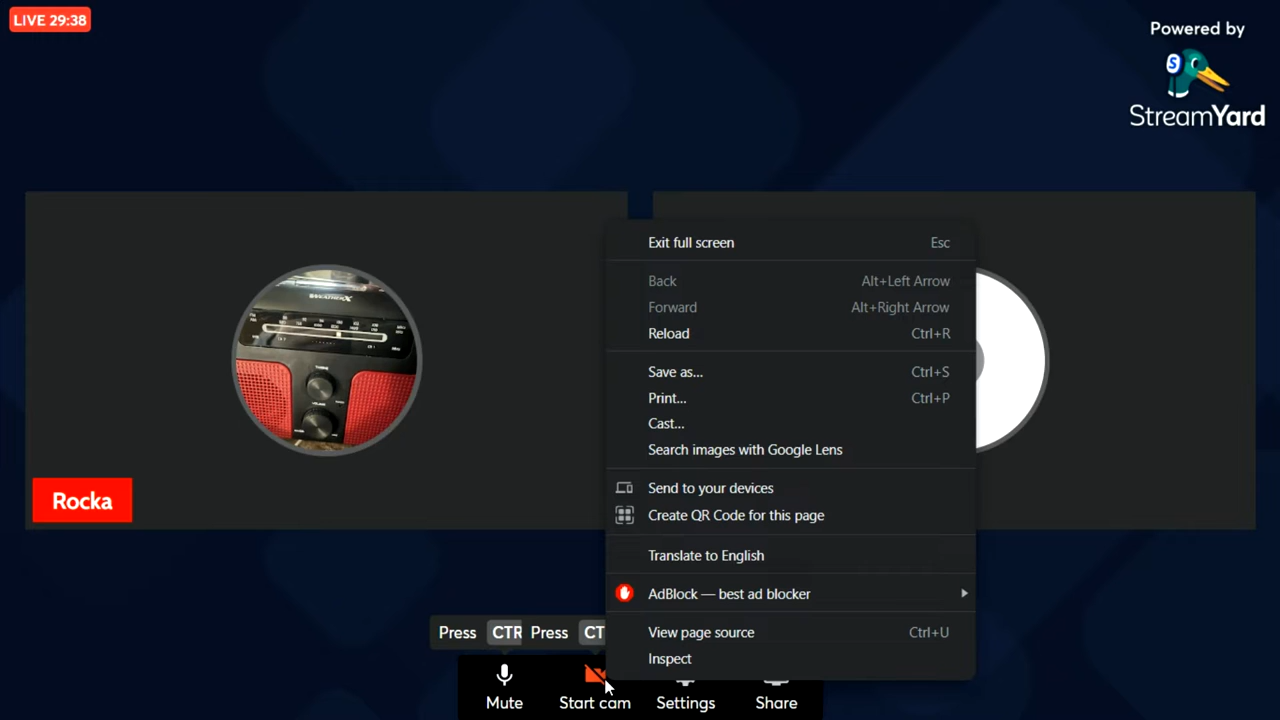 LIVE 29:38
Powered by
S
StreamYard
WEATHERX
Rocka
Exit full screen Esc
Back Alt+Left Arrow
Forward Alt+Right Arrow
Reload Ctrl+R
Save as... Ctrl+S
Print... Ctrl+P
Cast...
Search images with Google Lens
Send to your devices
Create QR Code for this page
Translate to English
AdBlock — best ad blocker
View page source Ctrl+U
Inspect
Press CTR Press CT
Mute Start cam Settings Share